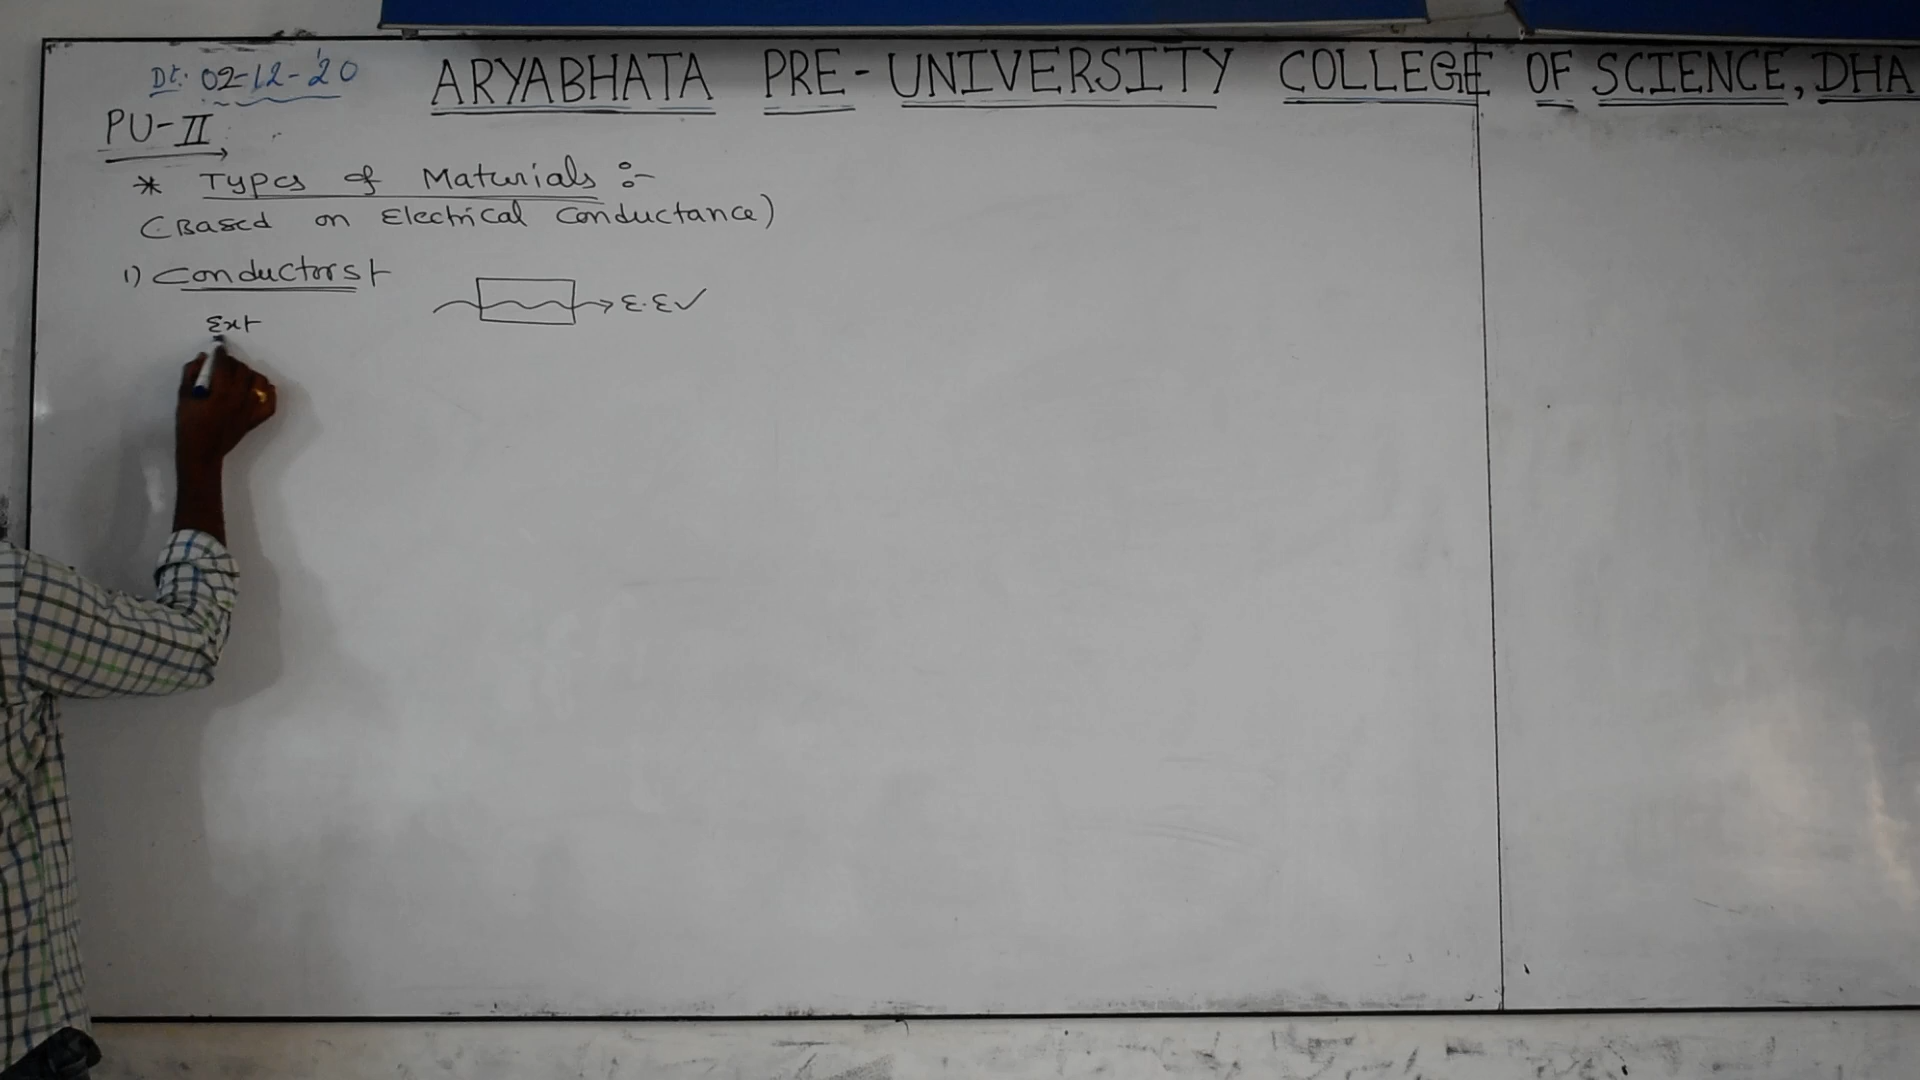 Dt: 02-12-'20 ARYABHATA PRE-UNIVERSITY COLLEGE OF SCIENCE, DHA
PU-II
* Types of Materials :-
(Based on Electrical Conductance)
1) Conductors :-
→ E.E ✓
Ex :-